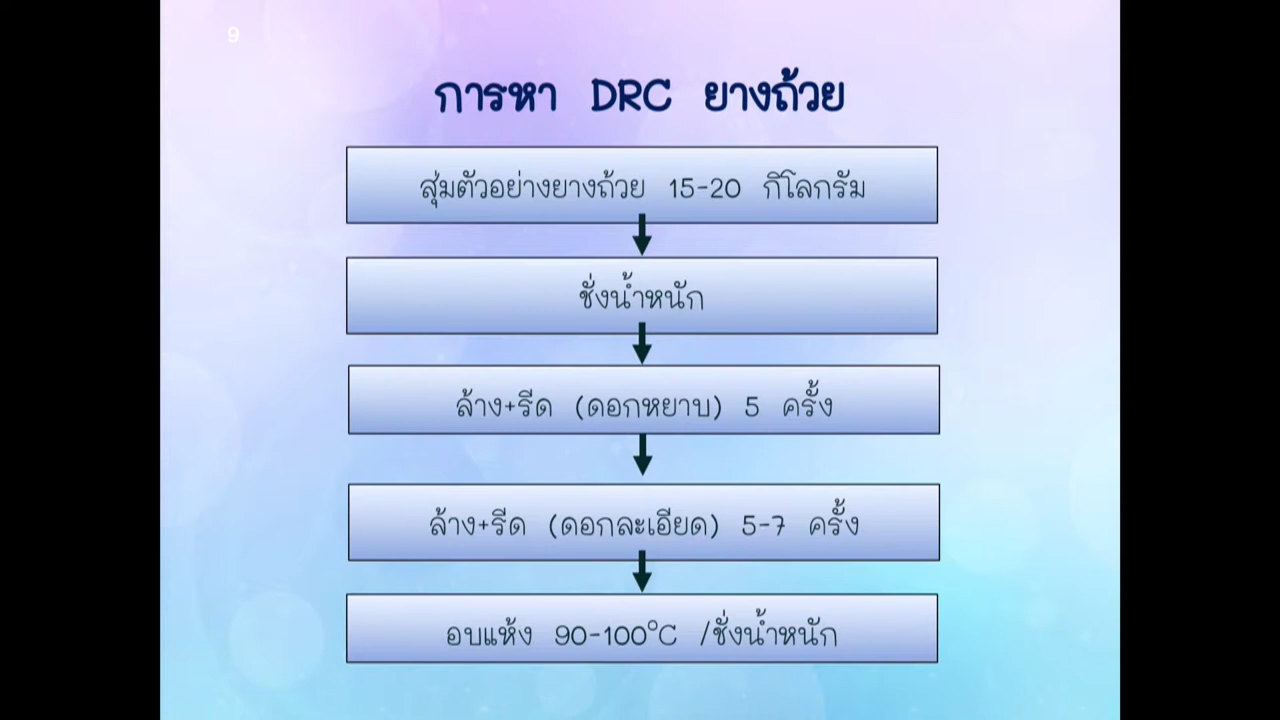 9
การหา DRC ยางถ้วย
สุ่มตัวอย่างยางถ้วย 15-20 กิโลกรัม
ชั่งน้ำหนัก
ล้าง+รีด (ดอกหยาบ) 5 ครั้ง
ล้าง+รีด (ดอกละเอียด) 5-7 ครั้ง
อบแห้ง 90-100°C /ชั่งน้ำหนัก